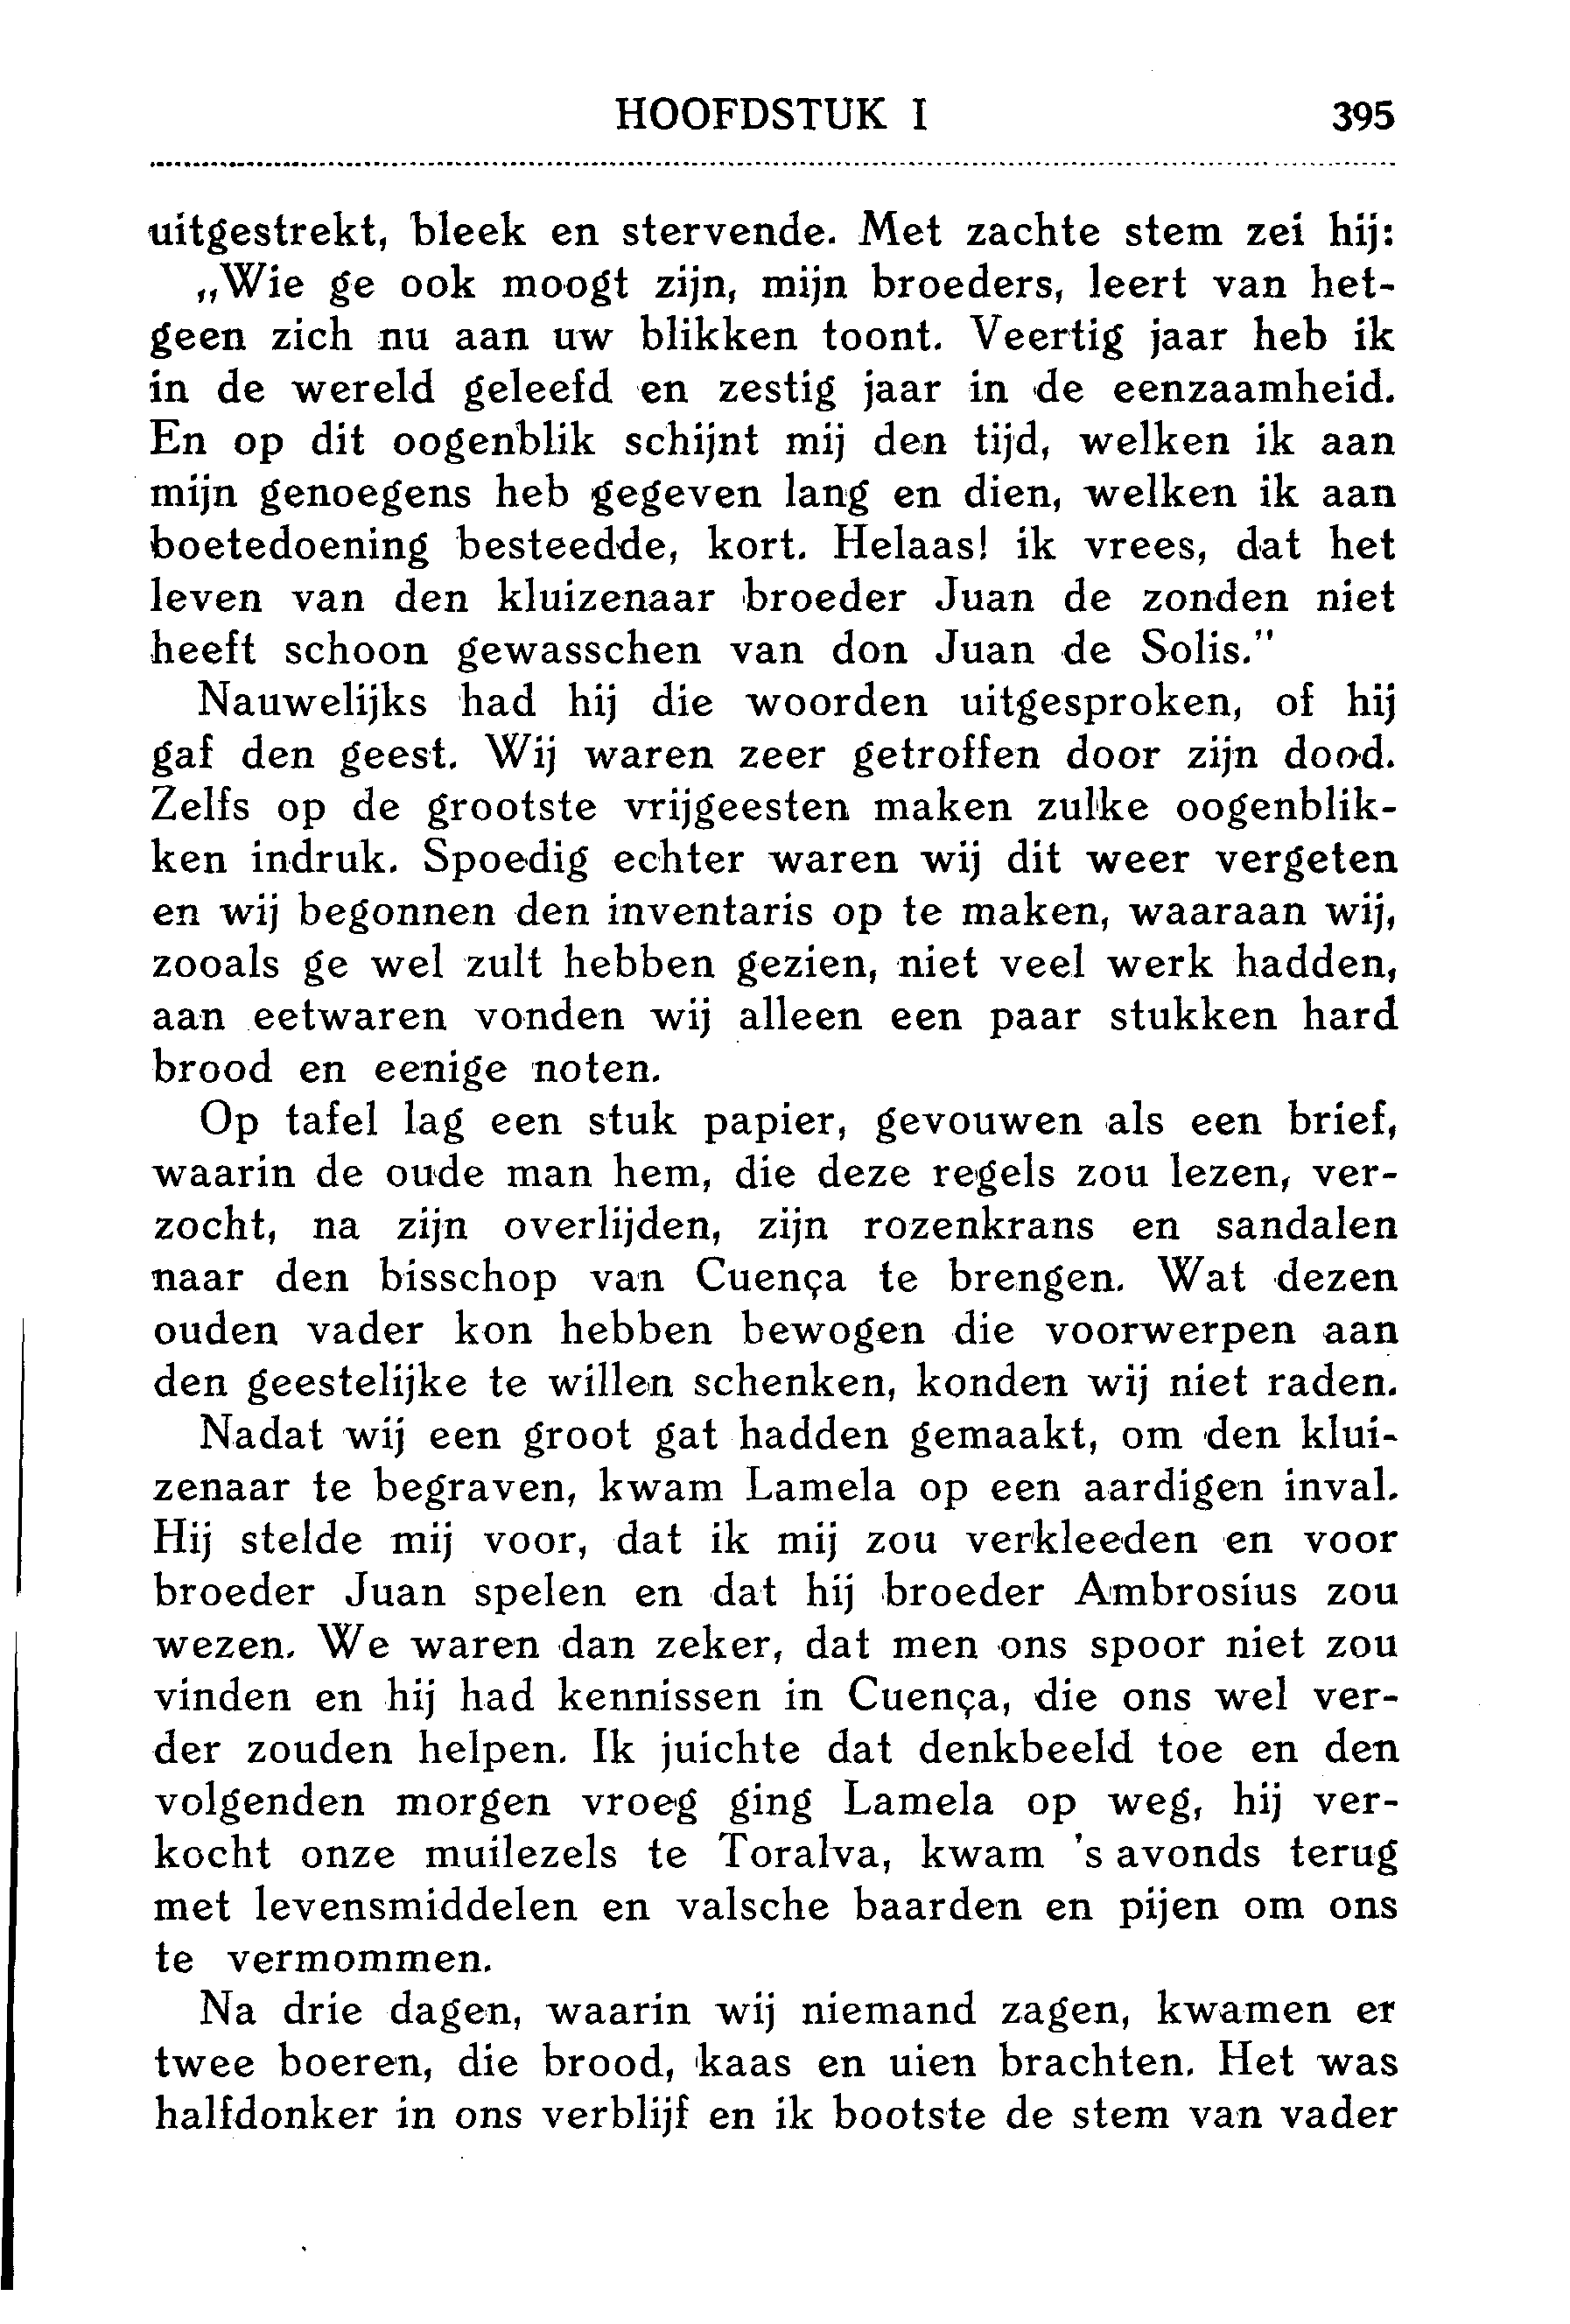 HOOFDSTUK I 395
uitgestrekt, bleek en stervende. Met zachte stem zei hij:
„Wie ge ook moogt zijn, mijn broeders, leert van het-
geen zich nu aan uw blikken toont. Veertig jaar heb ik
in de wereld geleefd en zestig jaar in de eenzaamheid.
En op dit oogenblik schijnt mij den tijd, welken ik aan
mijn genoegens heb gegeven lang en dien, welken ik aan
boetedoening besteedde, kort. Helaas! ik vrees, dat het
leven van den kluizenaar broeder Juan de zonden niet
heeft schoon gewasschen van don Juan de Solis."
Nauwelijks had hij die woorden uitgesproken, of hij
gaf den geest. Wij waren zeer getroffen door zijn dood.
Zelfs op de grootste vrijgeesten maken zulke oogenblik-
ken indruk. Spoedig echter waren wij dit weer vergeten
en wij begonnen den inventaris op te maken, waaraan wij,
zooals ge wel zult hebben gezien, niet veel werk hadden,
aan eetwaren vonden wij alleen een paar stukken hard
brood en eenige noten.
Op tafel lag een stuk papier, gevouwen als een brief,
waarin de oude man hem, die deze regels zou lezen, ver-
zocht, na zijn overlijden, zijn rozenkrans en sandalen
naar den bisschop van Cuença te brengen. Wat dezen
ouden vader kon hebben bewogen die voorwerpen aan
den geestelijke te willen schenken, konden wij niet raden.
Nadat wij een groot gat hadden gemaakt, om den klui-
zenaar te begraven, kwam Lamela op een aardigen inval.
Hij stelde mij voor, dat ik mij zou verkleeden en voor
broeder Juan spelen en dat hij broeder Ambrosius zou
wezen. We waren dan zeker, dat men ons spoor niet zou
vinden en hij had kennissen in Cuença, die ons wel ver-
der zouden helpen. Ik juichte dat denkbeeld toe en den
volgenden morgen vroeg ging Lamela op weg, hij ver-
kocht onze muilezels te Toralva, kwam 's avonds terug
met levensmiddelen en valsche baarden en pijen om ons
te vermommen.
Na drie dagen, waarin wij niemand zagen, kwamen er
twee boeren, die brood, kaas en uien brachten. Het was
halfdonker in ons verblijf en ik bootste de stem van vader